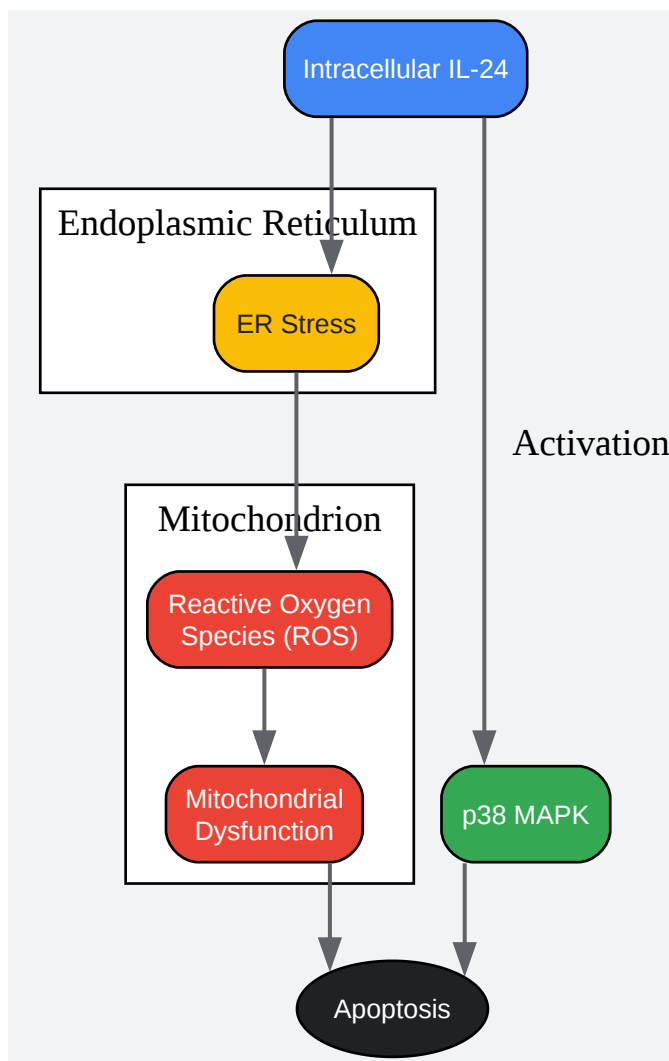 Intracellular IL-24
Endoplasmic Reticulum
ER Stress
Activation
Mitochondrion
Reactive Oxygen
Species (ROS)
Mitochondrial
Dysfunction
p38 MAPK
Apoptosis